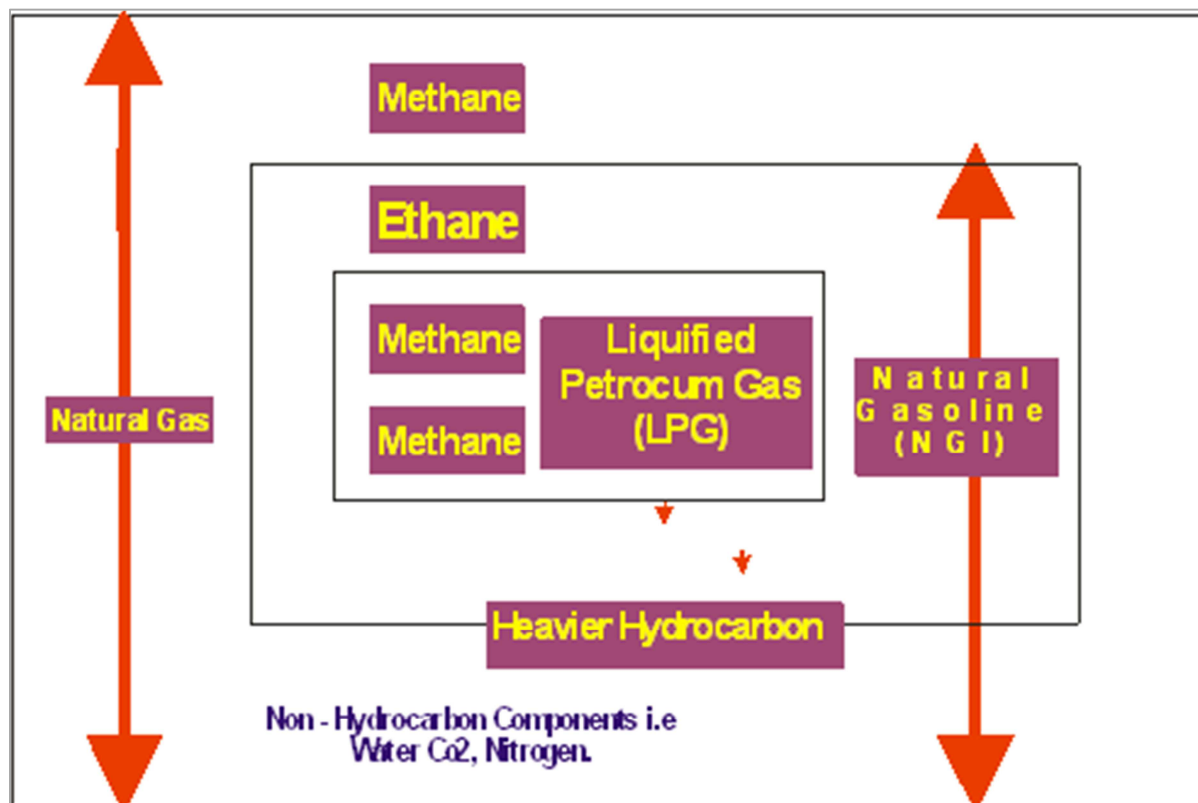 Methane
Ethane
Methane
Liquified
Petrocum Gas
(LPG)
Methane
Natural Gas
Natural
Gasoline
(NGI)
Heavier Hydrocarbon
Non - Hydrocarbon Components i.e
Water Co2, Nitrogen.